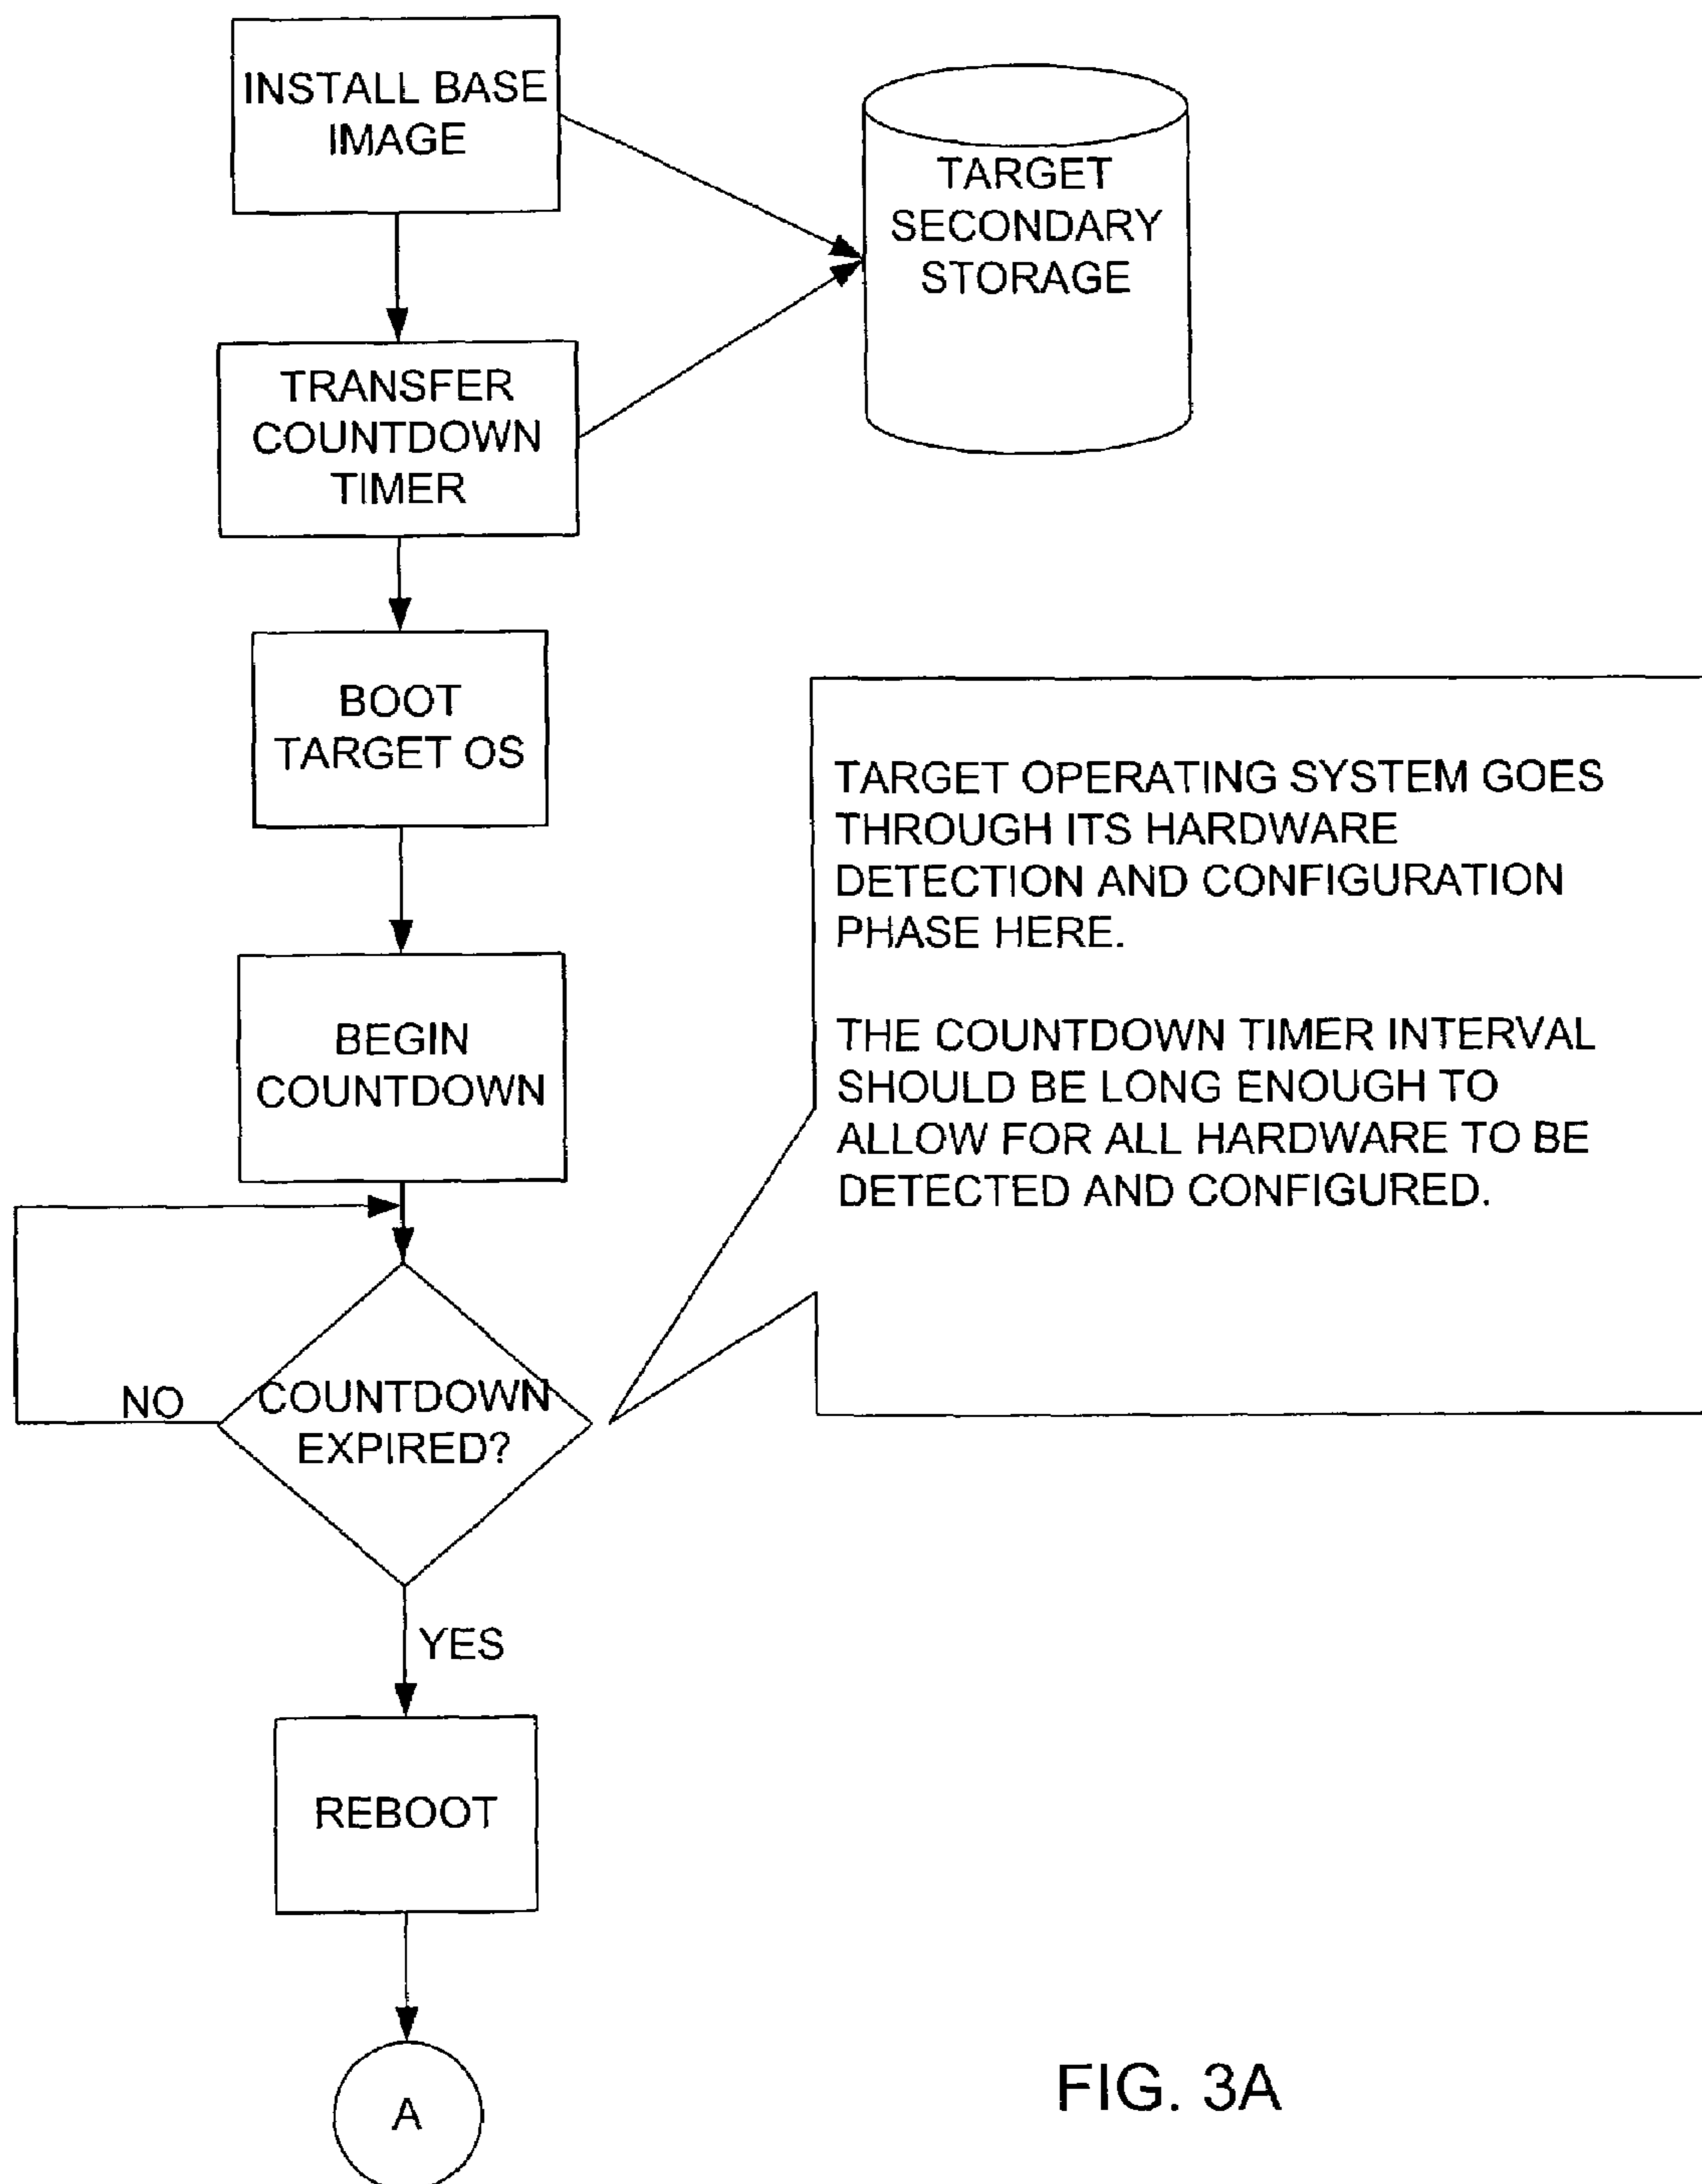 INSTALL BASE
IMAGE
TARGET
SECONDARY
STORAGE
TRANSFER
COUNTDOWN
TIMER
BOOT
TARGET OS
TARGET OPERATING SYSTEM GOES
THROUGH ITS HARDWARE
DETECTION AND CONFIGURATION
PHASE HERE.
THE COUNTDOWN TIMER INTERVAL
SHOULD BE LONG ENOUGH TO
ALLOW FOR ALL HARDWARE TO BE
DETECTED AND CONFIGURED.
BEGIN
COUNTDOWN
NO
COUNTDOWN
EXPIRED?
YES
REBOOT
A
FIG. 3A